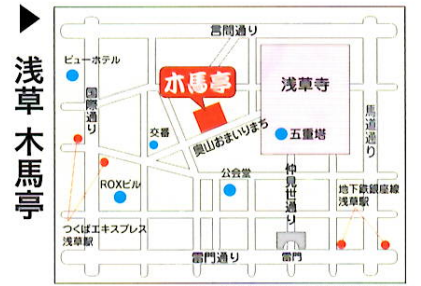 ▶浅草 木馬亭
言問通り
ビューホテル
木馬亭
浅草寺
国際通り
馬道通り
交番
奥山おまいりまち
五重塔
公会堂
仲見世通り
ROXビル
地下鉄銀座線
浅草駅
つくばエキスプレス
浅草駅
雷門通り
雷門